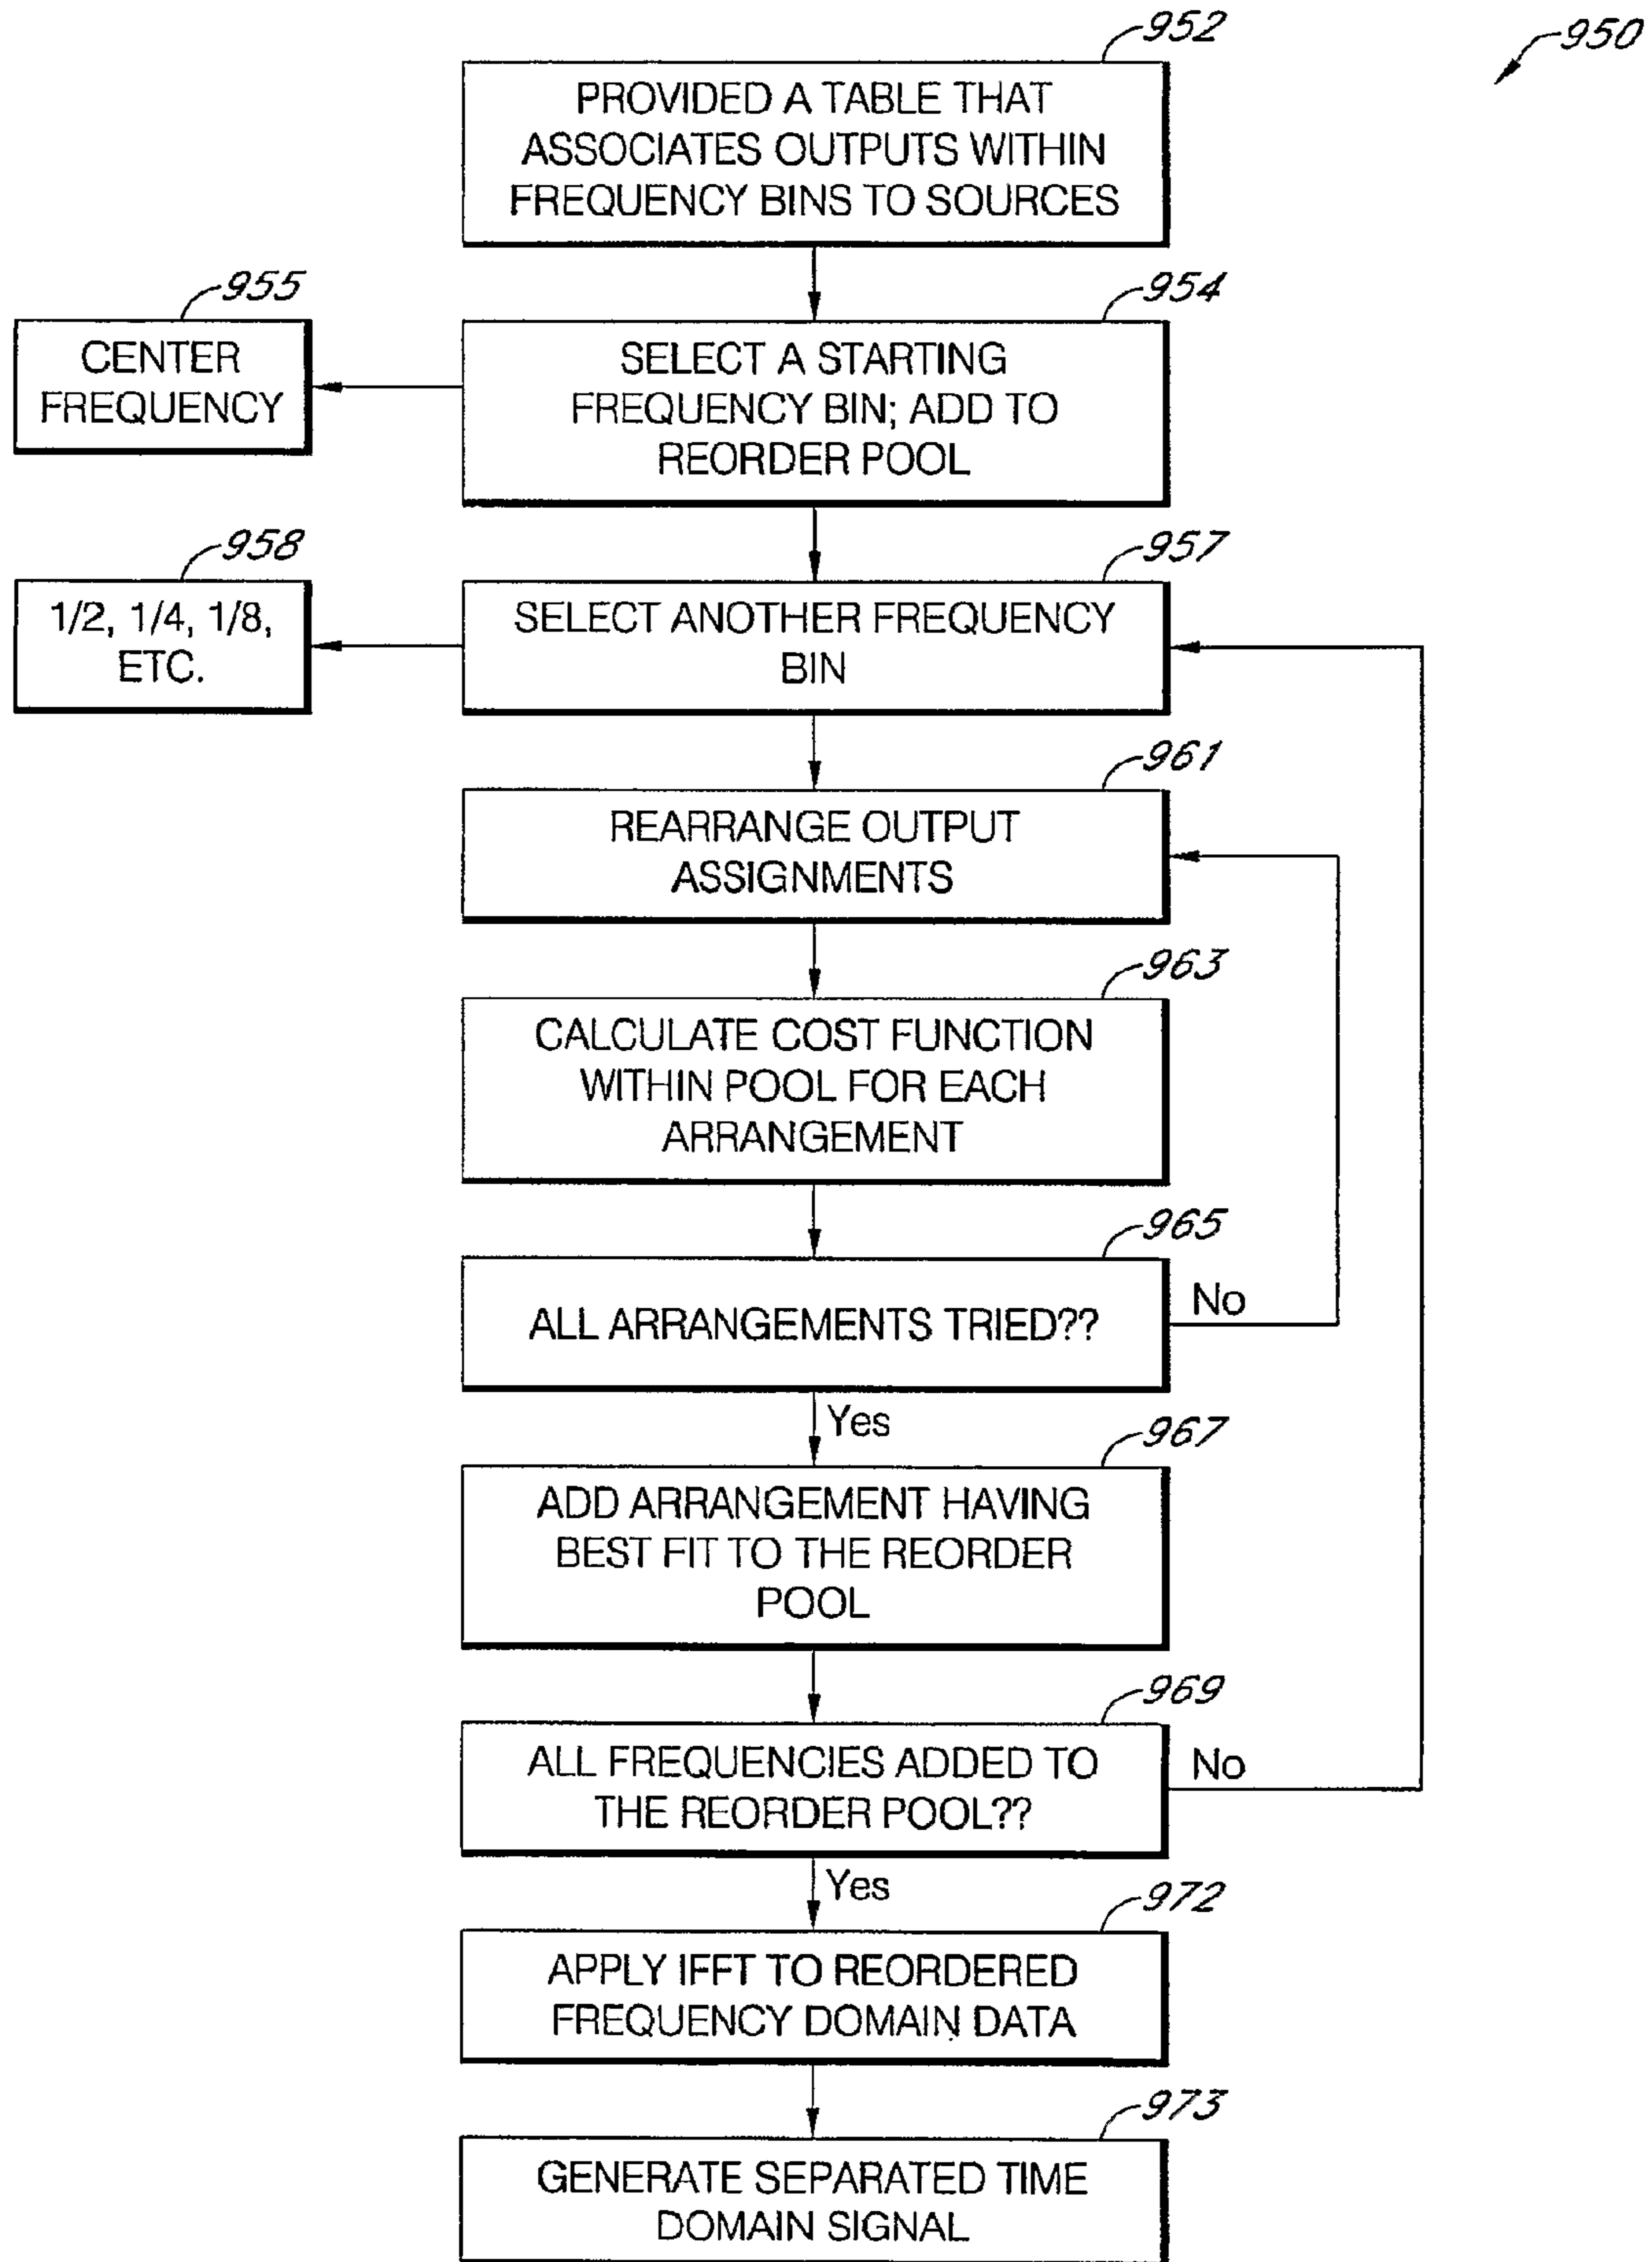 952
950
PROVIDED A TABLE THAT
ASSOCIATES OUTPUTS WITHIN
FREQUENCY BINS TO SOURCES
955
CENTER
FREQUENCY
954
SELECT A STARTING
FREQUENCY BIN; ADD TO
REORDER POOL
958
1/2, 1/4, 1/8,
ETC.
957
SELECT ANOTHER FREQUENCY
BIN
961
REARRANGE OUTPUT
ASSIGNMENTS
963
CALCULATE COST FUNCTION
WITHIN POOL FOR EACH
ARRANGEMENT
965
ALL ARRANGEMENTS TRIED??
No
Yes
967
ADD ARRANGEMENT HAVING
BEST FIT TO THE REORDER
POOL
969
ALL FREQUENCIES ADDED TO
THE REORDER POOL??
No
Yes
972
APPLY IFFT TO REORDERED
FREQUENCY DOMAIN DATA
973
GENERATE SEPARATED TIME
DOMAIN SIGNAL